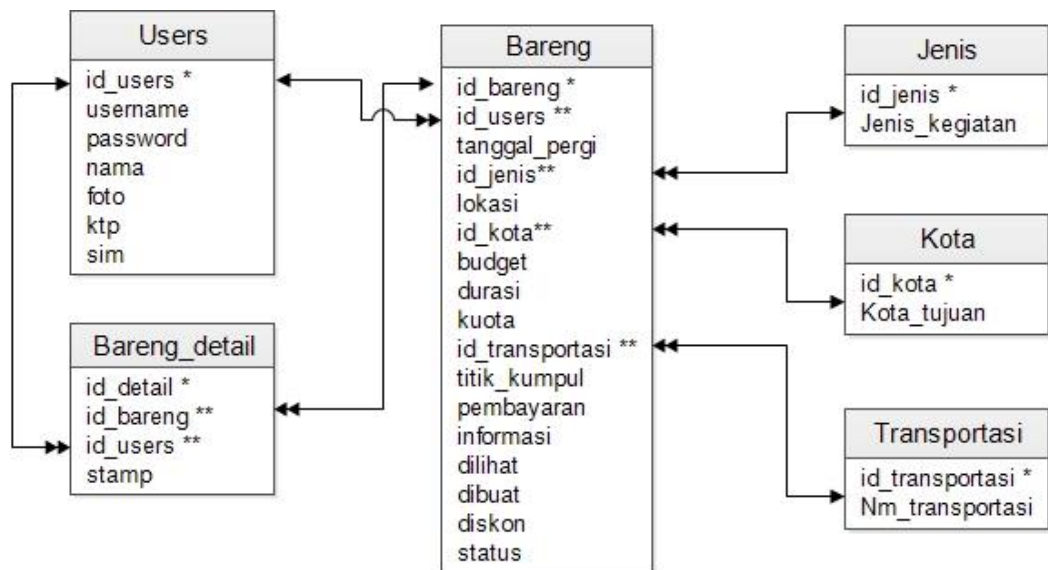 Users
id_users *
username
password
nama
foto
ktp
sim
Bareng_detail
id_detail *
id_bareng **
id_users **
stamp
Bareng
id_bareng *
id_users **
tanggal_pergi
id_jenis**
lokasi
id_kota**
budget
durasi
kuota
id_transportasi **
titik_kumpul
pembayaran
informasi
dilihat
dibuat
diskon
status
Jenis
id_jenis *
Jenis_kegiatan
Kota
id_kota *
Kota_tujuan
Transportasi
id_transportasi *
Nm_transportasi